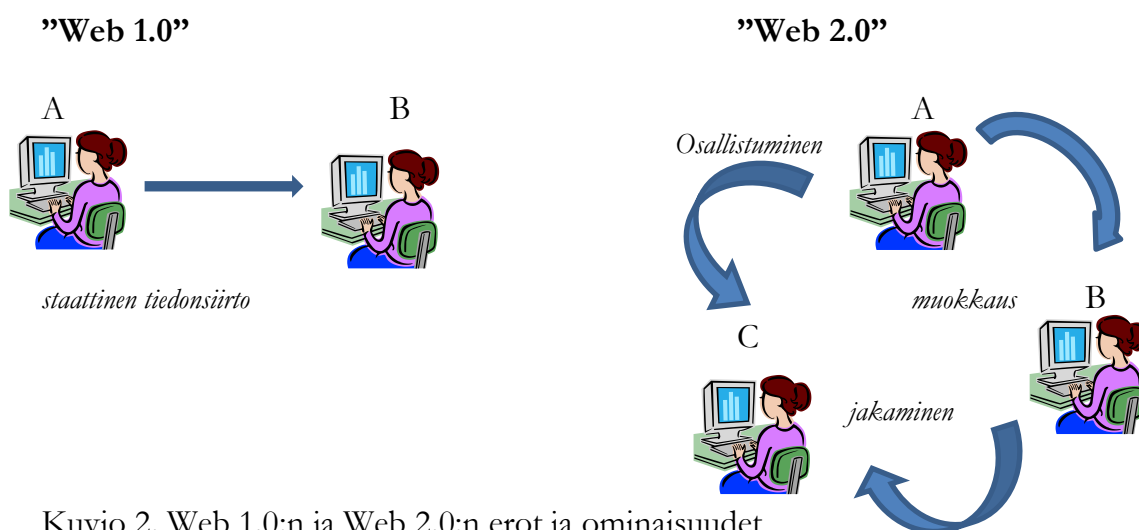 ”Web 1.0”
A
B
staattinen tiedonsiirto
”Web 2.0”
A
Osallistuminen
muokkaus
B
C
jakaminen
Kuvio 2. Web 1.0:n ja Web 2.0:n erot ja ominaisuudet